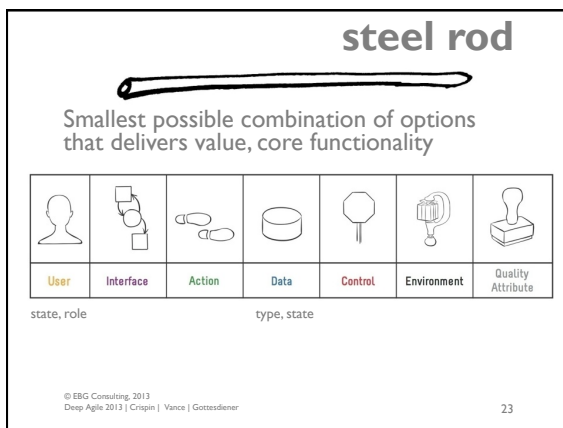 steel rod
Smallest possible combination of options
that delivers value, core functionality
User Interface Action Data Control Environment Quality Attribute
state, role type, state
© EBG Consulting, 2013
Deep Agile 2013 | Crispin | Vance | Gottesdiener
23